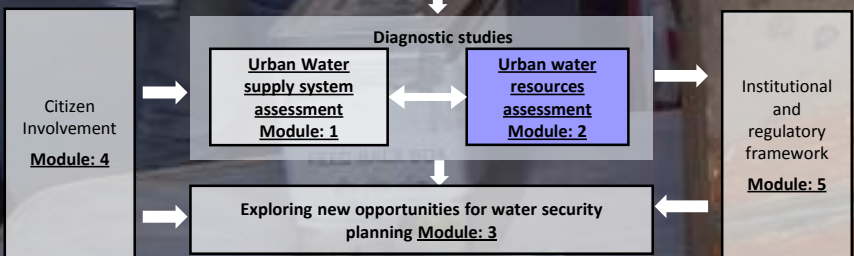 Diagnostic studies
Urban Water
supply system
assessment
Module: 1
Urban water
resources
assessment
Module: 2
Citizen
Involvement
Module: 4
Institutional
and
regulatory
framework
Module: 5
Exploring new opportunities for water security
planning Module: 3